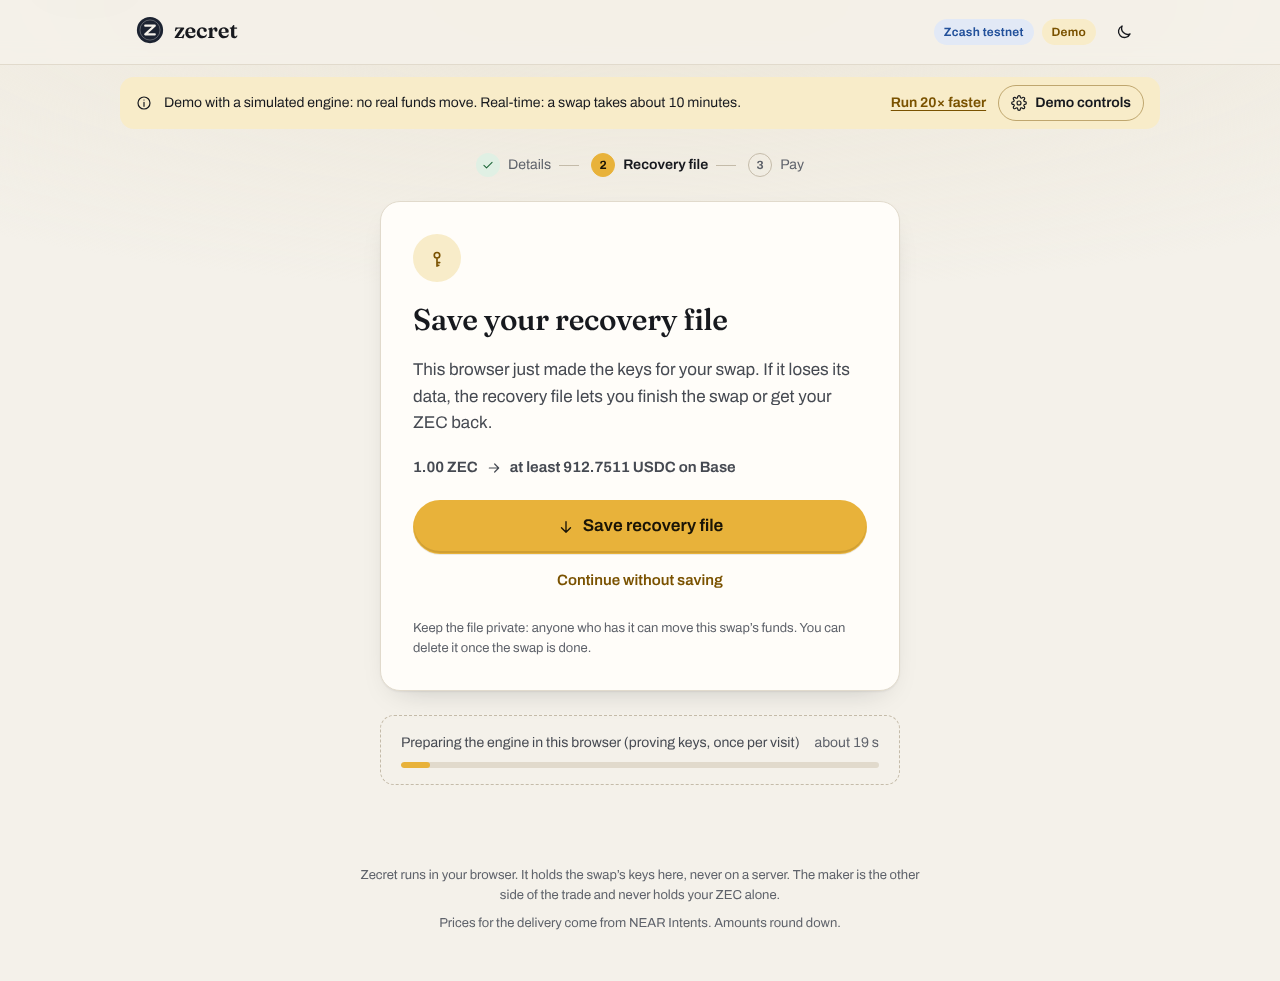 zecret
Zcash testnet
Demo
Demo with a simulated engine: no real funds move. Real-time: a swap takes about 10 minutes.
Run 20× faster
Demo controls
Details
2 Recovery file
3 Pay
Save your recovery file
This browser just made the keys for your swap. If it loses its
data, the recovery file lets you finish the swap or get your
ZEC back.
1.00 ZEC → at least 912.7511 USDC on Base
↓ Save recovery file
Continue without saving
Keep the file private: anyone who has it can move this swap’s funds. You can
delete it once the swap is done.
Preparing the engine in this browser (proving keys, once per visit) about 19 s
Zecret runs in your browser. It holds the swap’s keys here, never on a server. The maker is the other
side of the trade and never holds your ZEC alone.
Prices for the delivery come from NEAR Intents. Amounts round down.